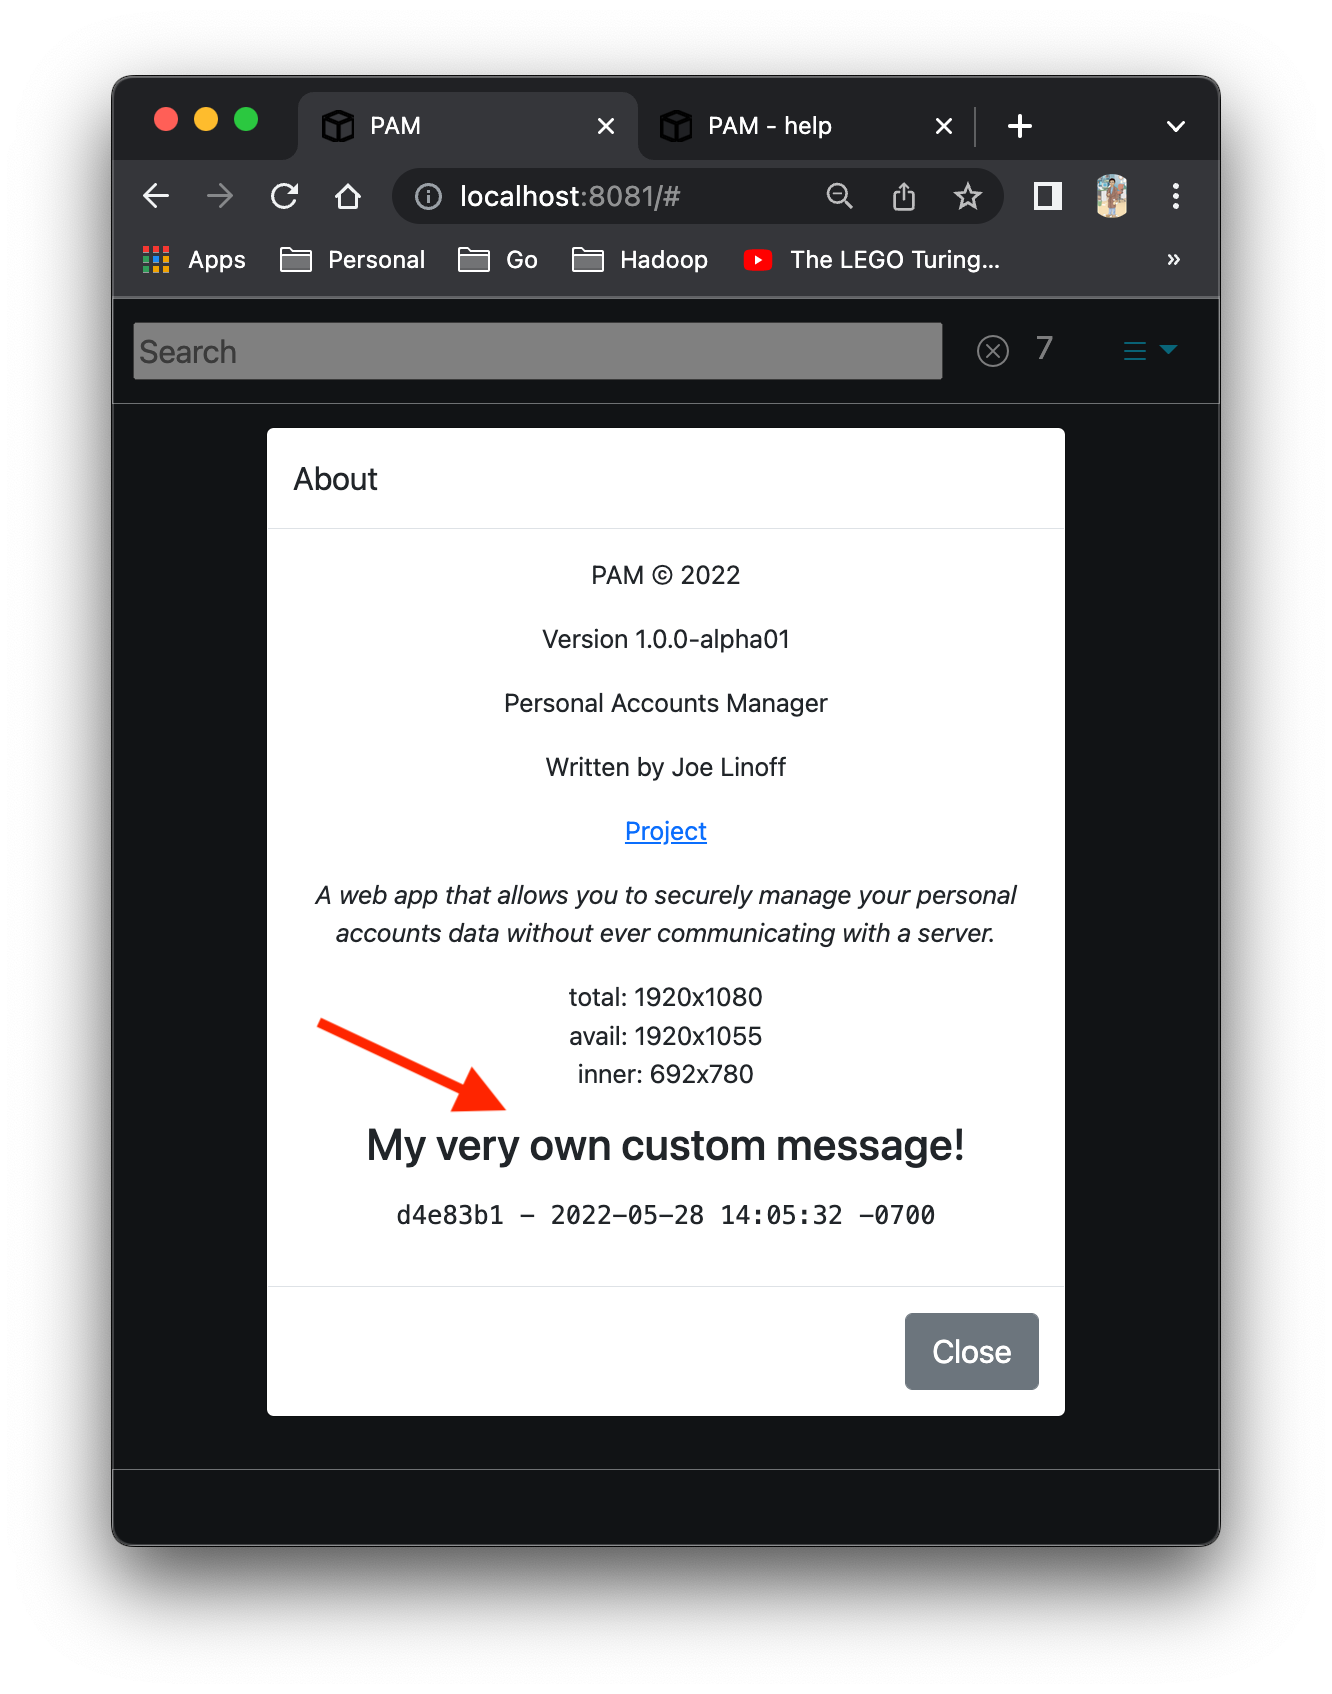 PAM
PAM - help
localhost:8081/#
Apps
Personal
Go
Hadoop
The LEGO Turing...
»
Search
7
About
PAM © 2022
Version 1.0.0-alpha01
Personal Accounts Manager
Written by Joe Linoff
Project
A web app that allows you to securely manage your personal
accounts data without ever communicating with a server.
total: 1920x1080
avail: 1920x1055
inner: 692x780
My very own custom message!
d4e83b1 - 2022-05-28 14:05:32 -0700
Close